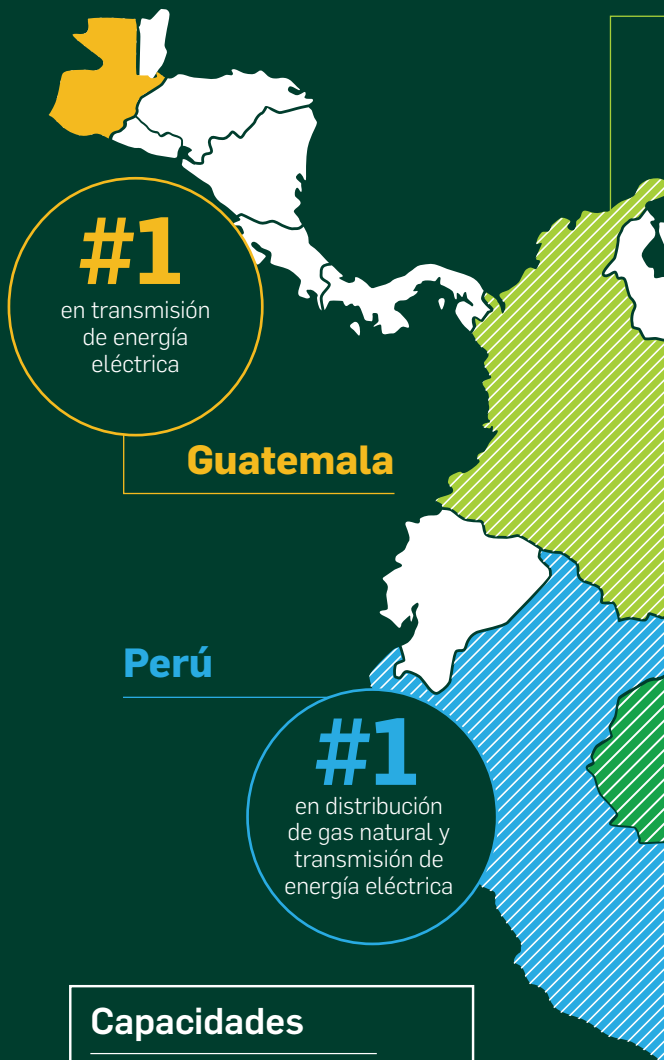 #1
en transmisión
de energía
eléctrica
Guatemala
Perú
#1
en distribución
de gas natural y
transmisión de
energía eléctrica
Capacidades